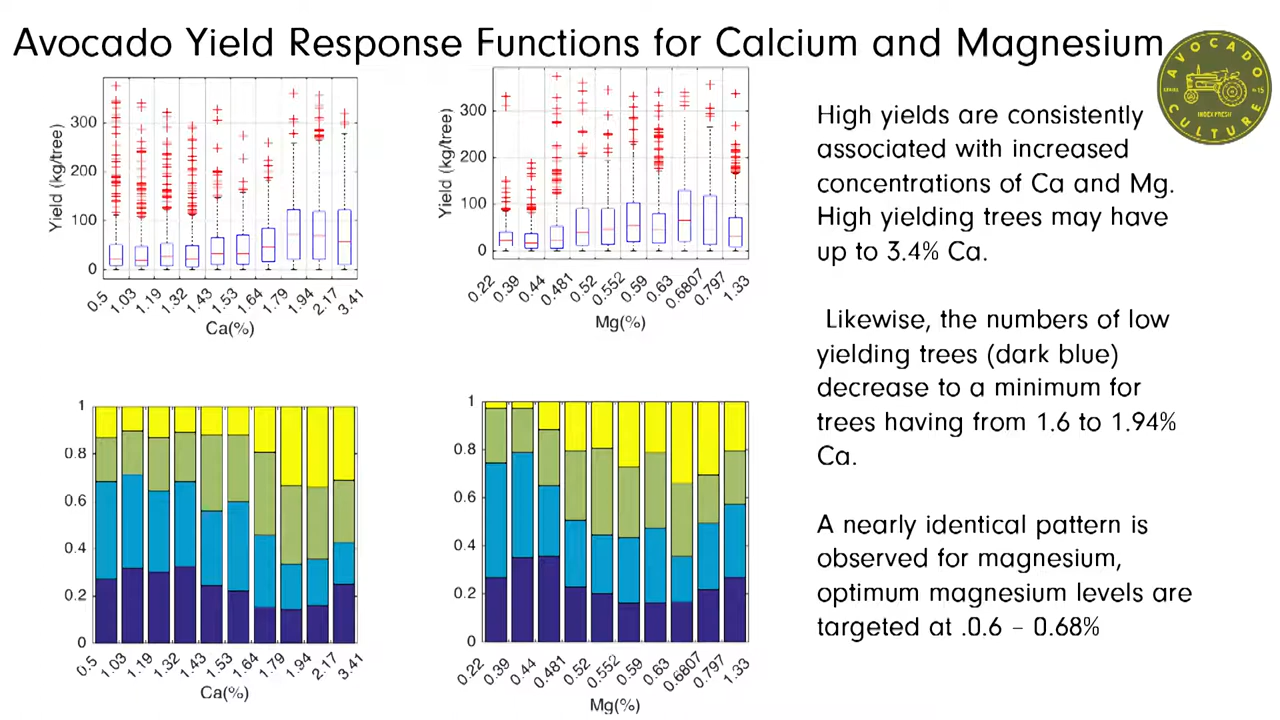 Avocado Yield Response Functions for Calcium and Magnesium
AVOCADO
CULTURE
INDEX FRESH
Yield (kg/tree)
300
200
100
0
0.5
1.03
1.19
1.32
1.43
1.53
1.64
1.79
1.94
2.17
3.41
Ca(%)
Yield (kg/tree)
300
200
100
0
0.22
0.39
0.44
0.481
0.52
0.552
0.59
0.63
0.6807
0.797
1.33
Mg(%)
High yields are consistently
associated with increased
concentrations of Ca and Mg.
High yielding trees may have
up to 3.4% Ca.
Likewise, the numbers of low
yielding trees (dark blue)
decrease to a minimum for
trees having from 1.6 to 1.94%
Ca.
A nearly identical pattern is
observed for magnesium,
optimum magnesium levels are
targeted at .0.6 – 0.68%
1
0.8
0.6
0.4
0.2
0
0.5
1.03
1.19
1.32
1.43
1.53
1.64
1.79
1.94
2.17
3.41
Ca(%)
1
0.8
0.6
0.4
0.2
0
0.22
0.39
0.44
0.481
0.52
0.552
0.59
0.63
0.6807
0.797
1.33
Mg(%)